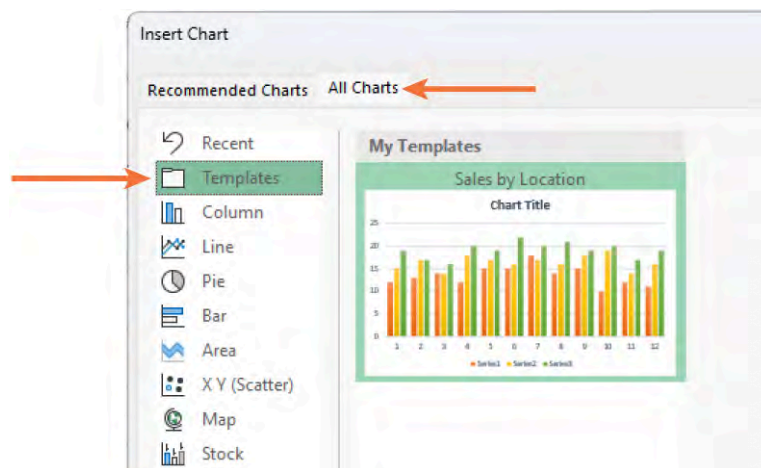 Insert Chart
Recommended Charts All Charts
Recent
Templates
Column
Line
Pie
Bar
Area
X Y (Scatter)
Map
Stock
My Templates
Sales by Location
Chart Title
25
20
15
10
5
0
1 2 3 4 5 6 7 8 9 10 11 12
Series1 Series2 Series3